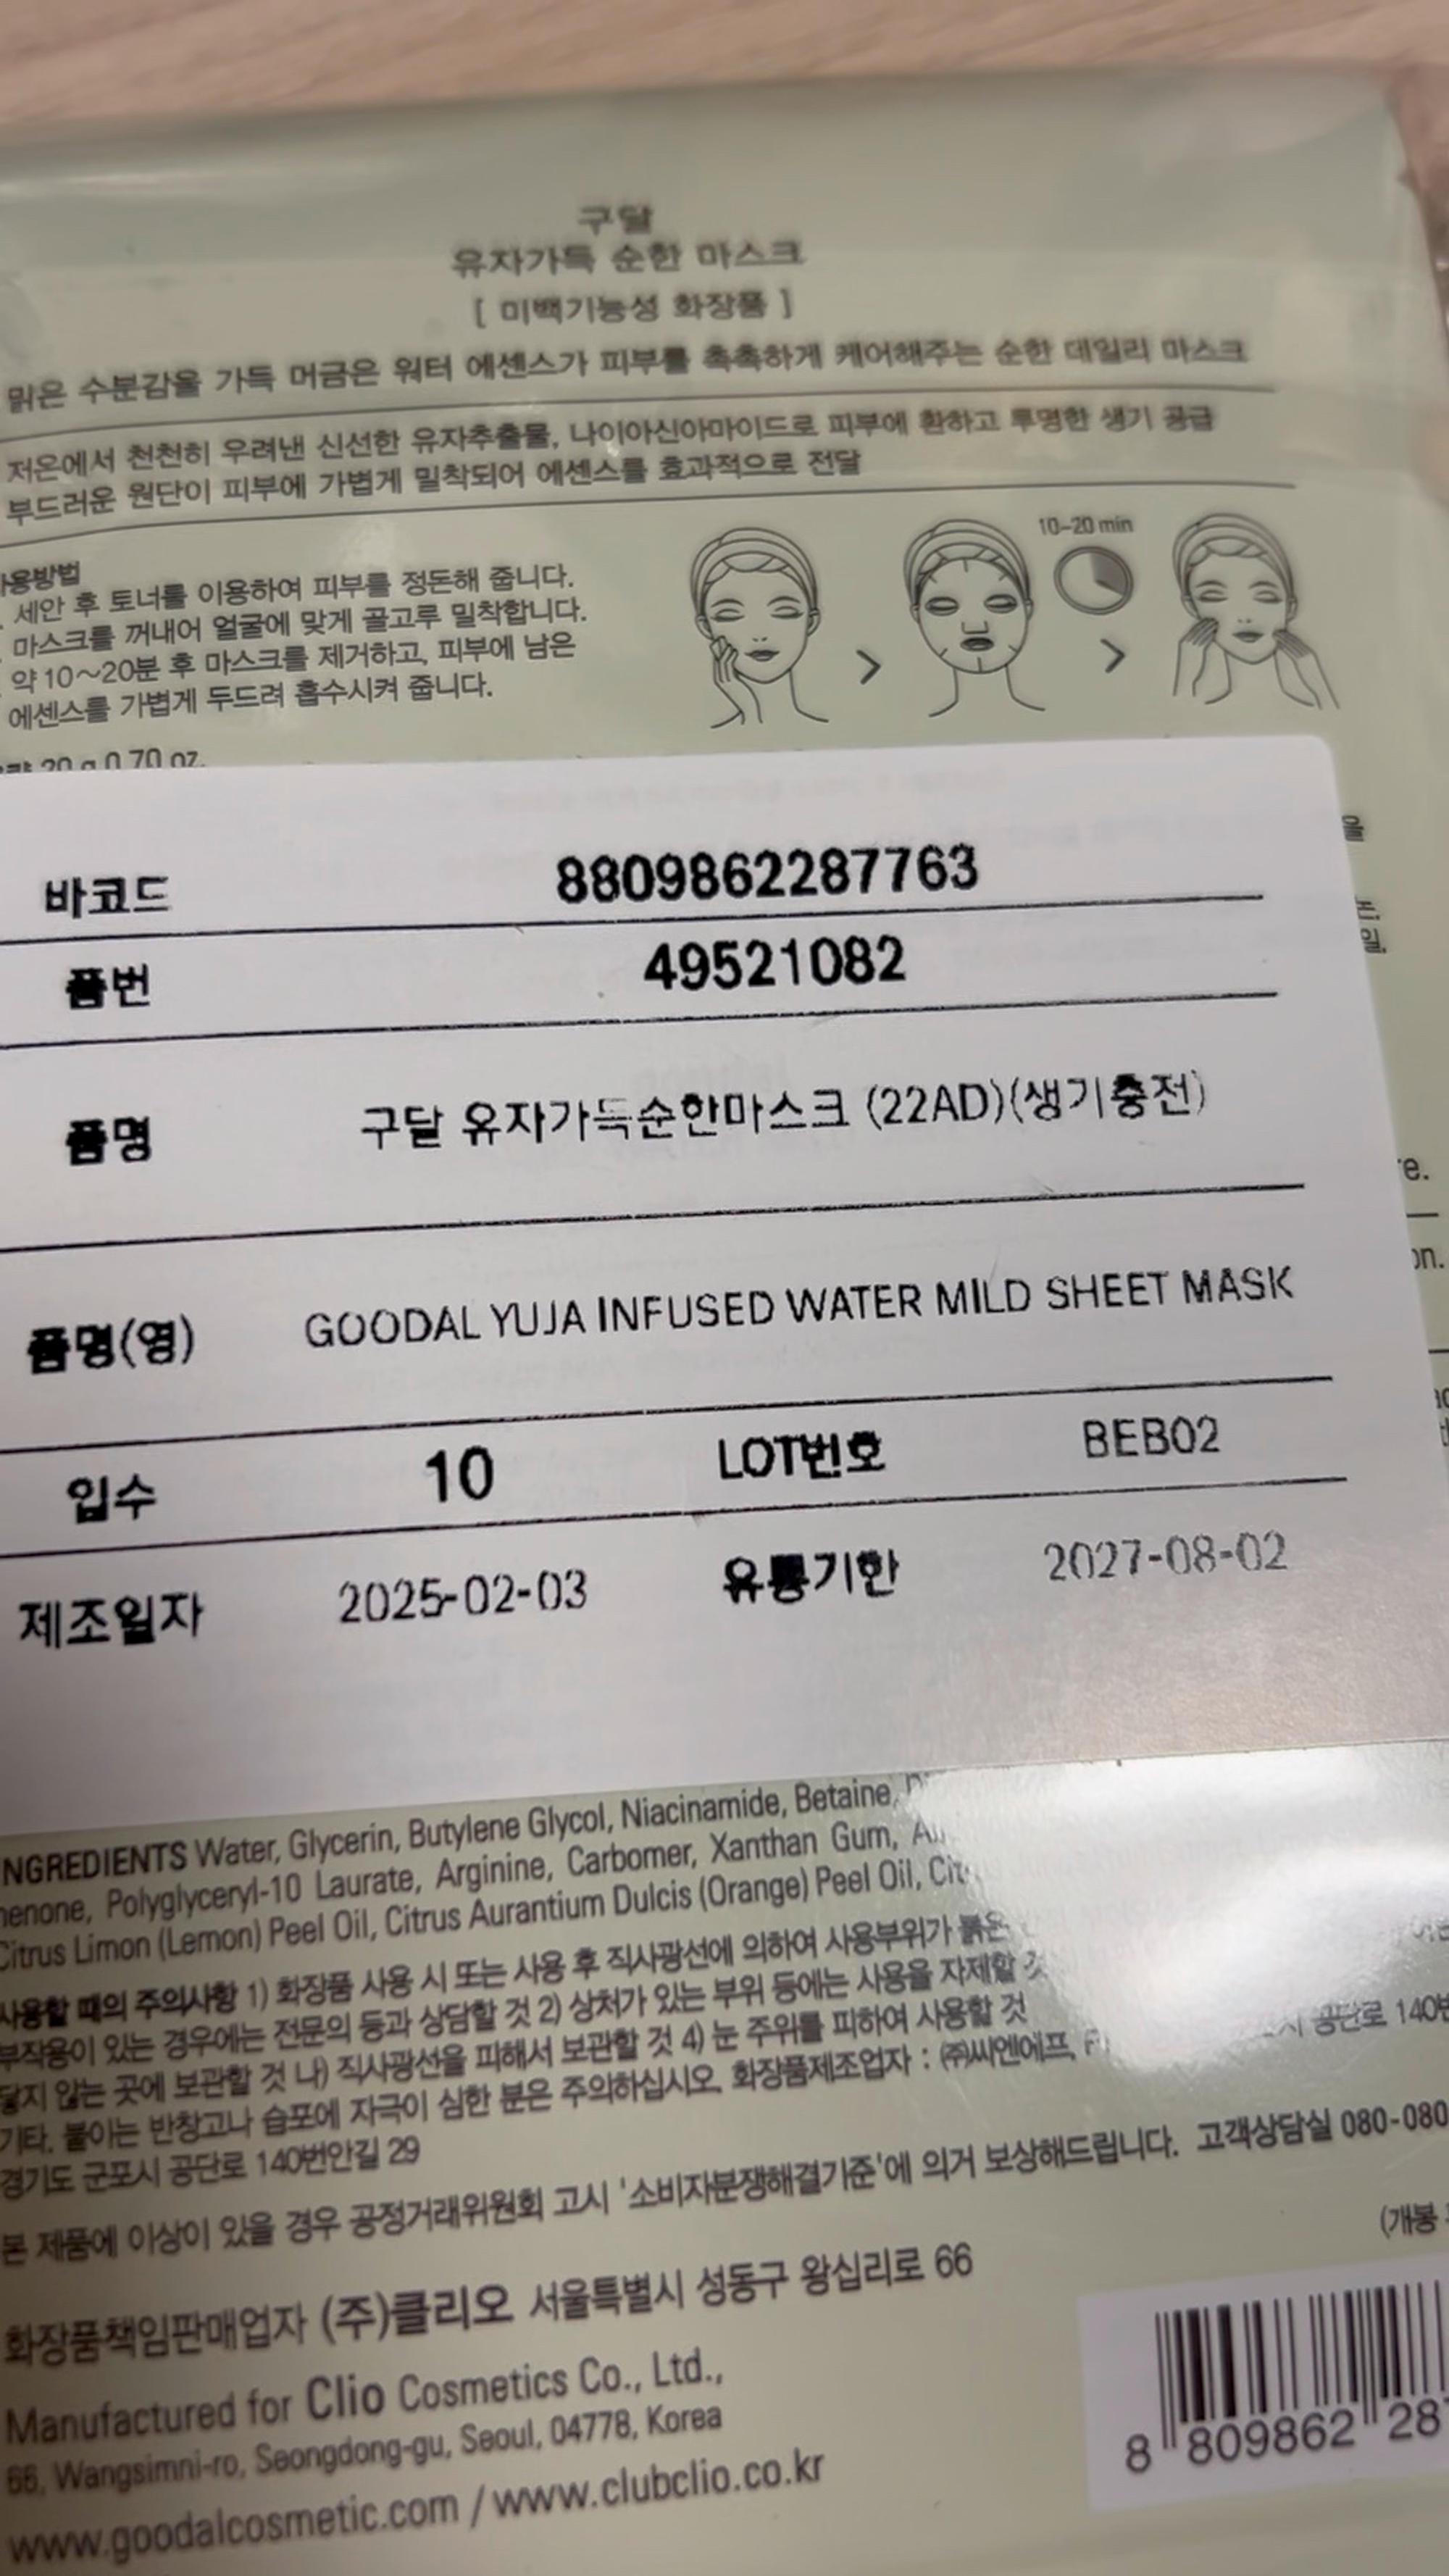 구달
유자가득 순한 마스크
[ 미백기능성 화장품 ]
맑은 수분감을 가득 머금은 워터 에센스가 피부를 촉촉하게 케어해주는 순한 데일리 마스크
저온에서 천천히 우려낸 신선한 유자추출물, 나이아신아마이드로 피부에 환하고 투명한 생기 공급
부드러운 원단이 피부에 가볍게 밀착되어 에센스를 효과적으로 전달
10~20 min
사용방법
세안 후 토너를 이용하여 피부를 정돈해 줍니다.
마스크를 꺼내어 얼굴에 맞게 골고루 밀착합니다.
약 10~20분 후 마스크를 제거하고, 피부에 남은
에센스를 가볍게 두드려 흡수시켜 줍니다.
20 g 0.70 oz.
을
바코드 8809862287763
품번 49521082
품명 구달 유자가득순한마스크 (22AD)(생기충전)
품명(영) GOODAL YUJA INFUSED WATER MILD SHEET MASK
입수 10 LOT번호 BEB02
제조일자 2025-02-03 유통기한 2027-08-02
INGREDIENTS Water, Glycerin, Butylene Glycol, Niacinamide, Betaine,
Polyglyceryl-10 Laurate, Arginine, Carbomer, Xanthan Gum,
Citrus Limon (Lemon) Peel Oil, Citrus Aurantium Dulcis (Orange) Peel Oil,
사용할 때의 주의사항 1) 화장품 사용 시 또는 사용 후 직사광선에 의하여 사용부위가 붉은
부작용이 있는 경우에는 전문의 등과 상담할 것 2) 상처가 있는 부위 등에는 사용을 자제할 것
닿지 않는 곳에 보관할 것 나) 직사광선을 피해서 보관할 것 4) 눈 주위를 피하여 사용할 것
기타. 붙이는 반창고나 습포에 자극이 심한 분은 주의하십시오. 화장품제조업자 : ㈜씨엔에프, 공단로 140번
경기도 군포시 공단로 140번안길 29
본 제품에 이상이 있을 경우 공정거래위원회 고시 '소비자분쟁해결기준'에 의거 보상해드립니다. 고객상담실 080-080
(개봉
화장품책임판매업자 (주)클리오 서울특별시 성동구 왕십리로 66
Manufactured for Clio Cosmetics Co., Ltd.,
66, Wangsimni-ro, Seongdong-gu, Seoul, 04778, Korea
www.goodalcosmetic.com / www.clubclio.co.kr
8 809862 28